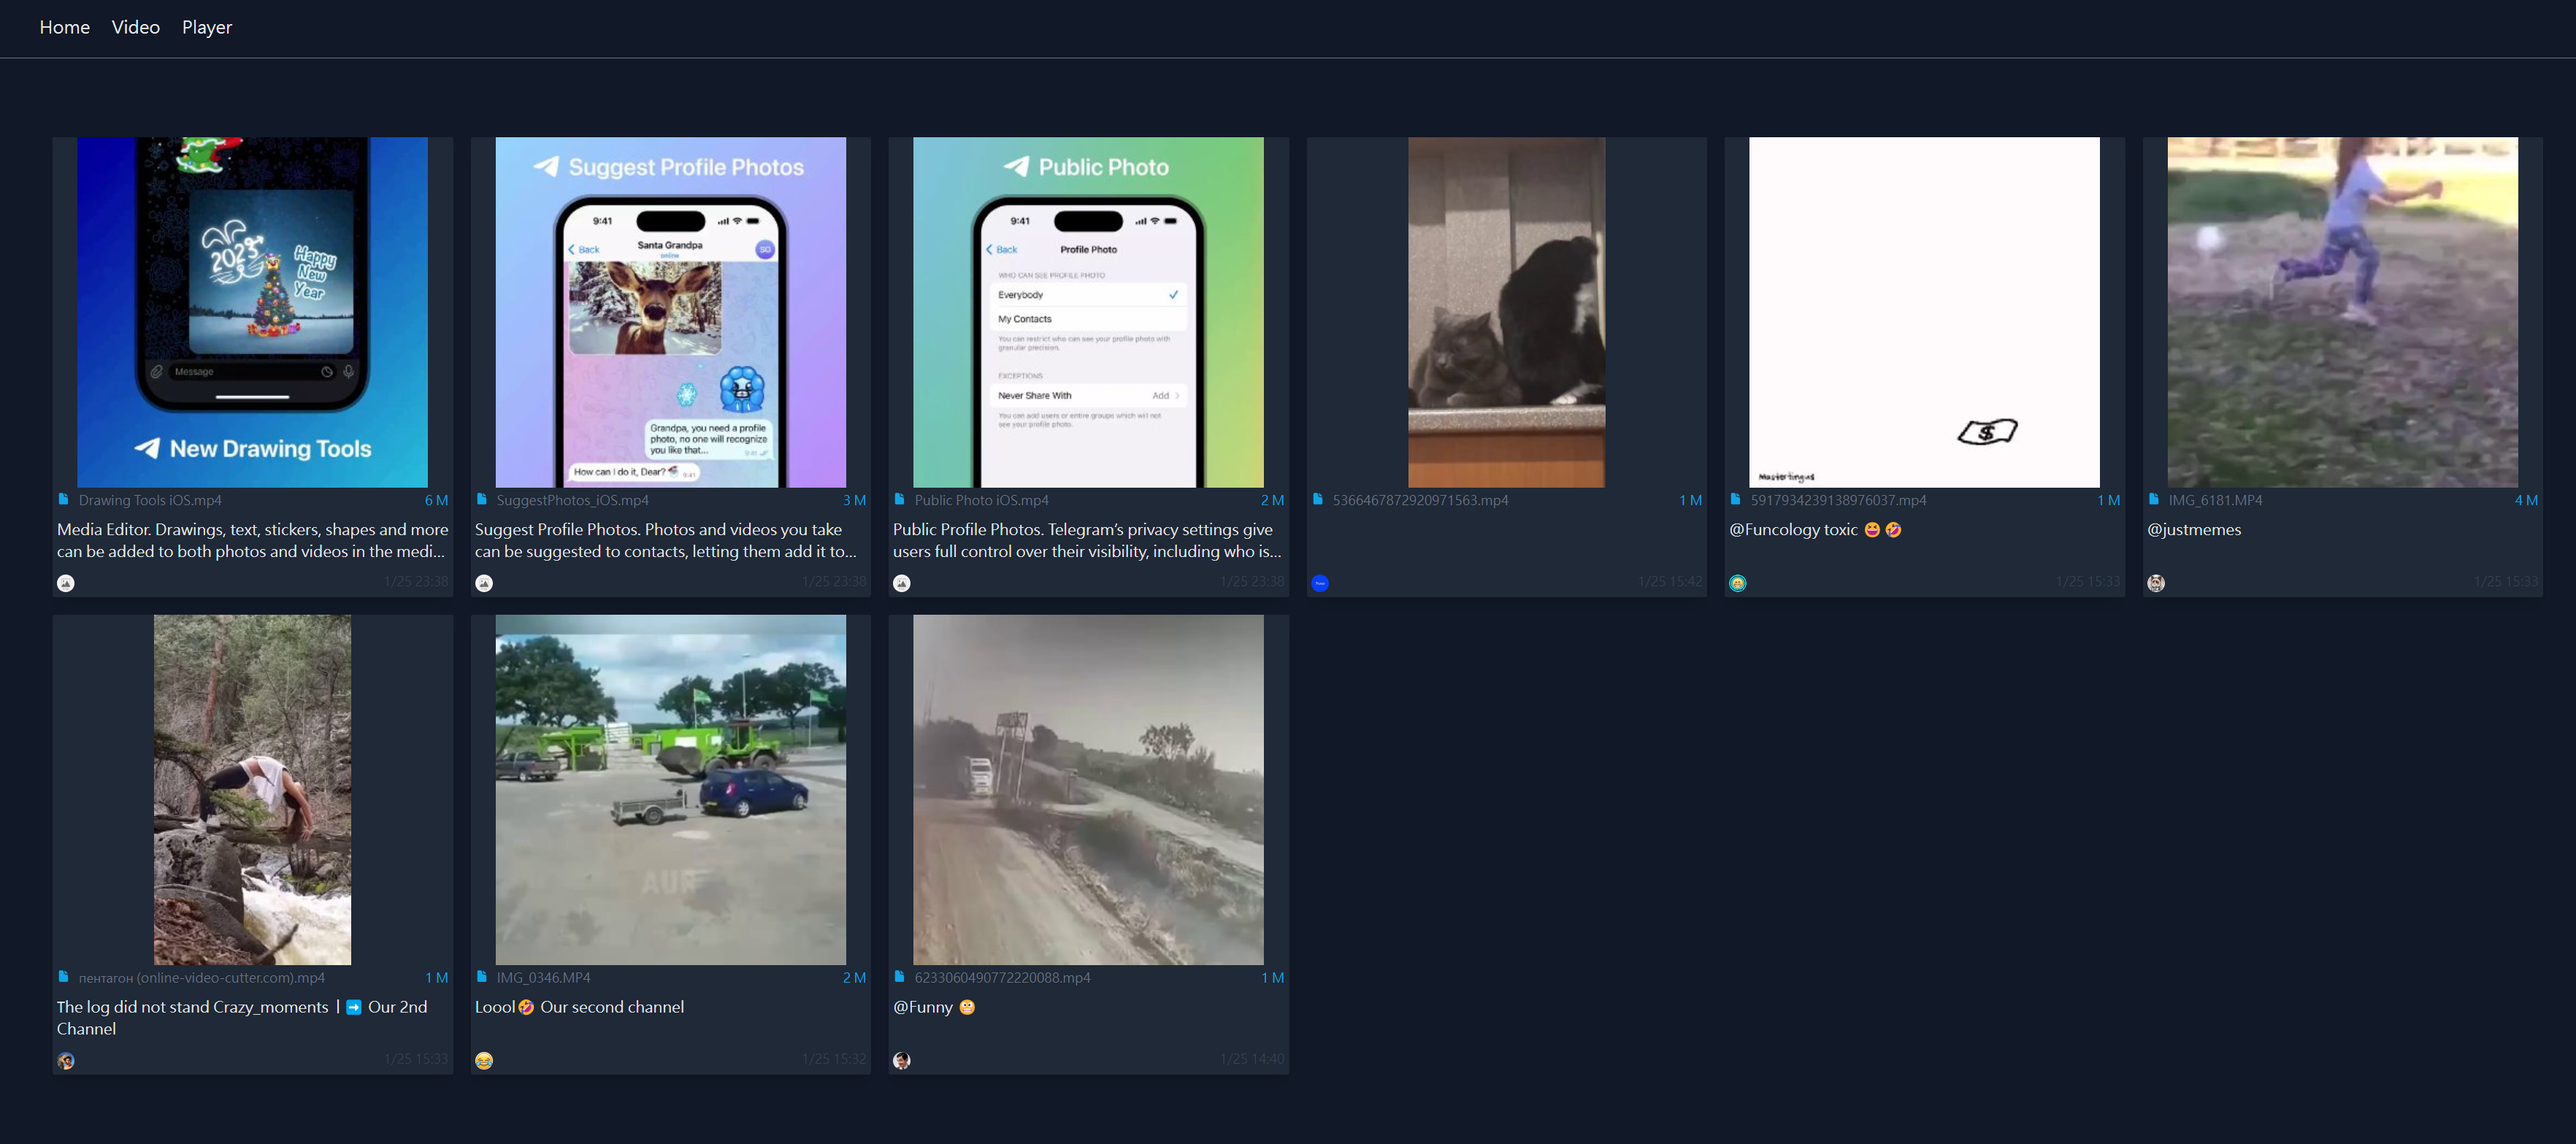 Home Video Player
2023
Happy
New
Year
Message
New Drawing Tools
Drawing Tools iOS.mp4 6 M
Media Editor. Drawings, text, stickers, shapes and more
can be added to both photos and videos in the medi...
1/25 23:38
Suggest Profile Photos
9:41
Back Santa Grandpa SG
online
Grandpa, you need a profile
photo, no one will recognize
you like that...
9:41
How can I do it, Dear? 9:41
SuggestPhotos_iOS.mp4 3 M
Suggest Profile Photos. Photos and videos you take
can be suggested to contacts, letting them add it to...
1/25 23:38
Public Photo
9:41
Back Profile Photo
WHO CAN SEE PROFILE PHOTO
Everybody
My Contacts
You can restrict who can see your profile photo with
granular precision.
EXCEPTIONS
Never Share With Add
You can add users or entire groups which will not
see your profile photo.
Public Photo iOS.mp4 2 M
Public Profile Photos. Telegram’s privacy settings give
users full control over their visibility, including who is...
1/25 23:38
5366467872920971563.mp4 1 M
1/25 15:42
$
Masterlingus
5917934239138976037.mp4 1 M
@Funcology toxic 😝 🤣
1/25 15:33
IMG_6181.MP4 4 M
@justmemes
1/25 15:33
пентагон (online-video-cutter.com).mp4 1 M
The log did not stand Crazy_moments | ➡️ Our 2nd
Channel
1/25 15:33
AUF
IMG_0346.MP4 2 M
Loool🤣 Our second channel
1/25 15:32
6233060490772220088.mp4 1 M
@Funny 😁
1/25 14:40